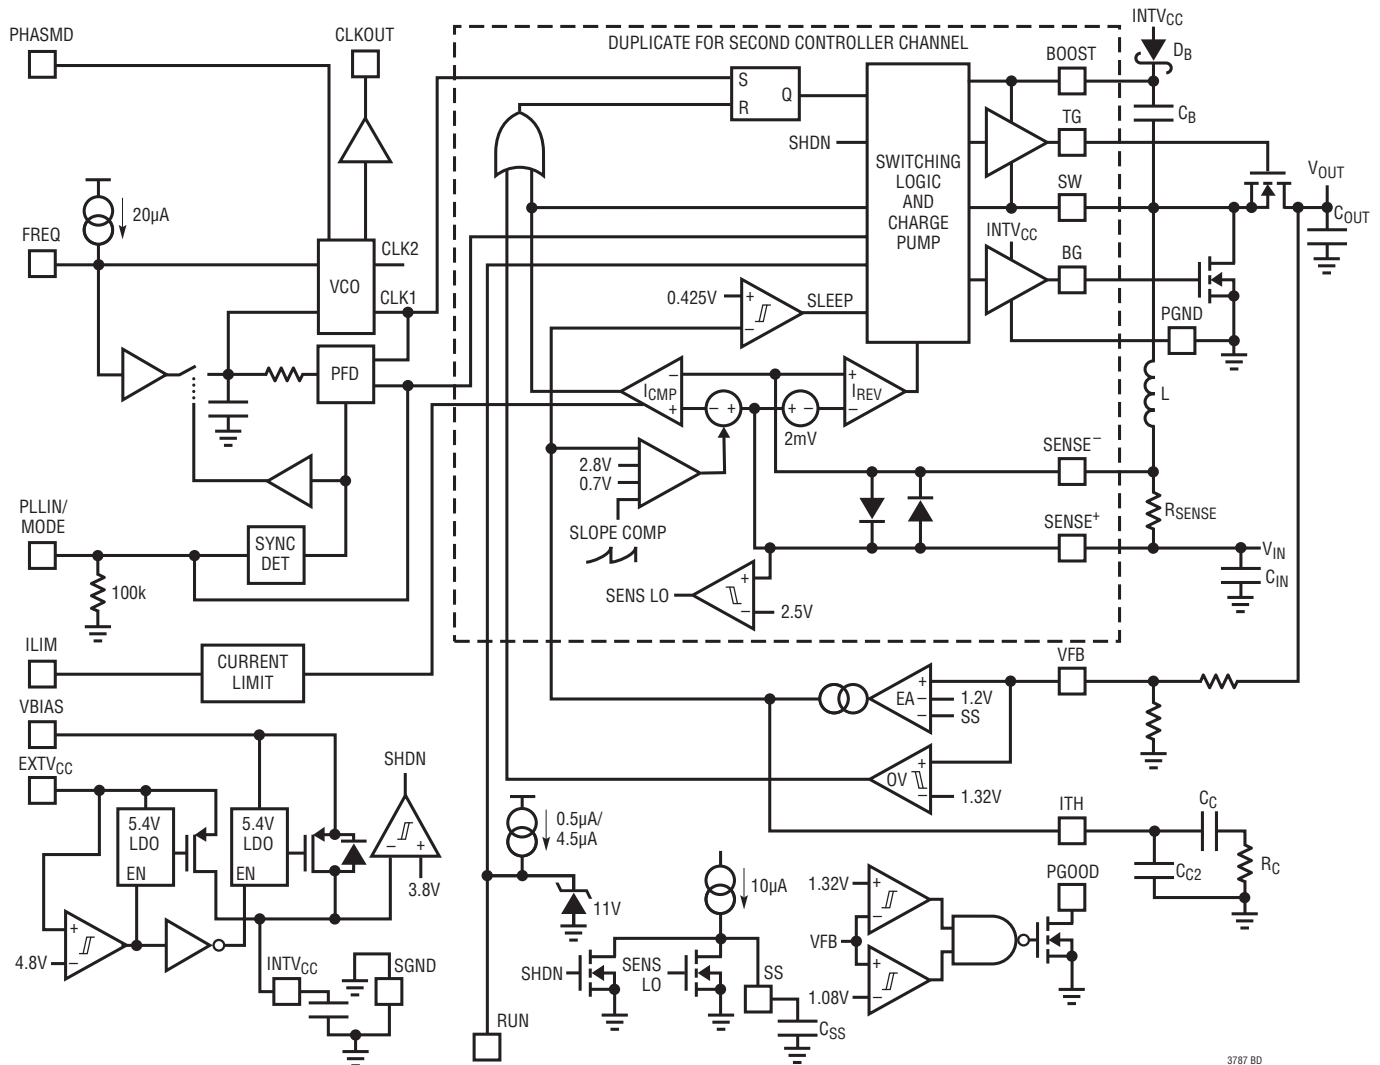 PHASMD
CLKOUT
DUPLICATE FOR SECOND CONTROLLER CHANNEL
INTVCC
DB
BOOST
S
R
Q
CB
TG
SHDN
SWITCHING
LOGIC
AND
CHARGE
PUMP
VOUT
SW
COUT
20µA
FREQ
CLK2
VCO
CLK1
INTVCC
BG
0.425V
+
–
SLEEP
PGND
PFD
ICMP
–
+
– +
+ –
2mV
+
–
IREV
L
2.8V
0.7V
SLOPE COMP
SENSE–
RSENSE
SENSE+
VIN
CIN
PLLIN/
MODE
SYNC
DET
100k
SENS LO
+
–
2.5V
ILIM
CURRENT
LIMIT
VFB
EA
+
–
–
1.2V
SS
VBIAS
EXTVCC
SHDN
OV
+
–
1.32V
5.4V
LDO
EN
5.4V
LDO
EN
–
+
3.8V
0.5µA/
4.5µA
11V
10µA
ITH
CC
CC2
RC
PGOOD
+
–
4.8V
1.32V
+
–
VFB
+
–
1.08V
INTVCC
SGND
SHDN
SENS
LO
SS
CSS
RUN
3787 BD